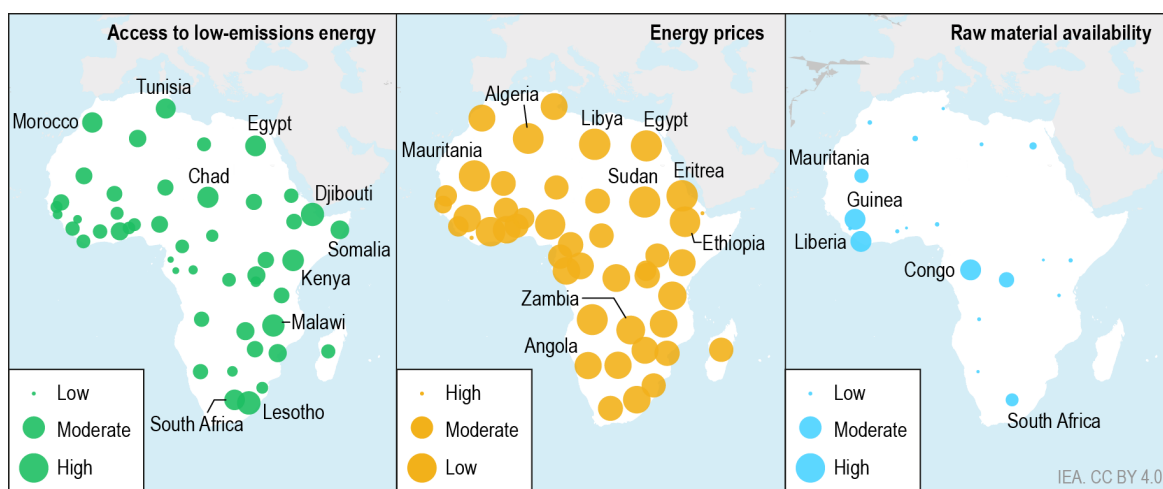 Access to low-emissions energy
Tunisia
Morocco
Egypt
Chad
Djibouti
Somalia
Kenya
Malawi
South Africa
Lesotho
Low
Moderate
High
Energy prices
Algeria
Libya
Egypt
Mauritania
Sudan
Eritrea
Ethiopia
Zambia
Angola
High
Moderate
Low
Raw material availability
Mauritania
Guinea
Liberia
Congo
South Africa
Low
Moderate
High
IEA. CC BY 4.0